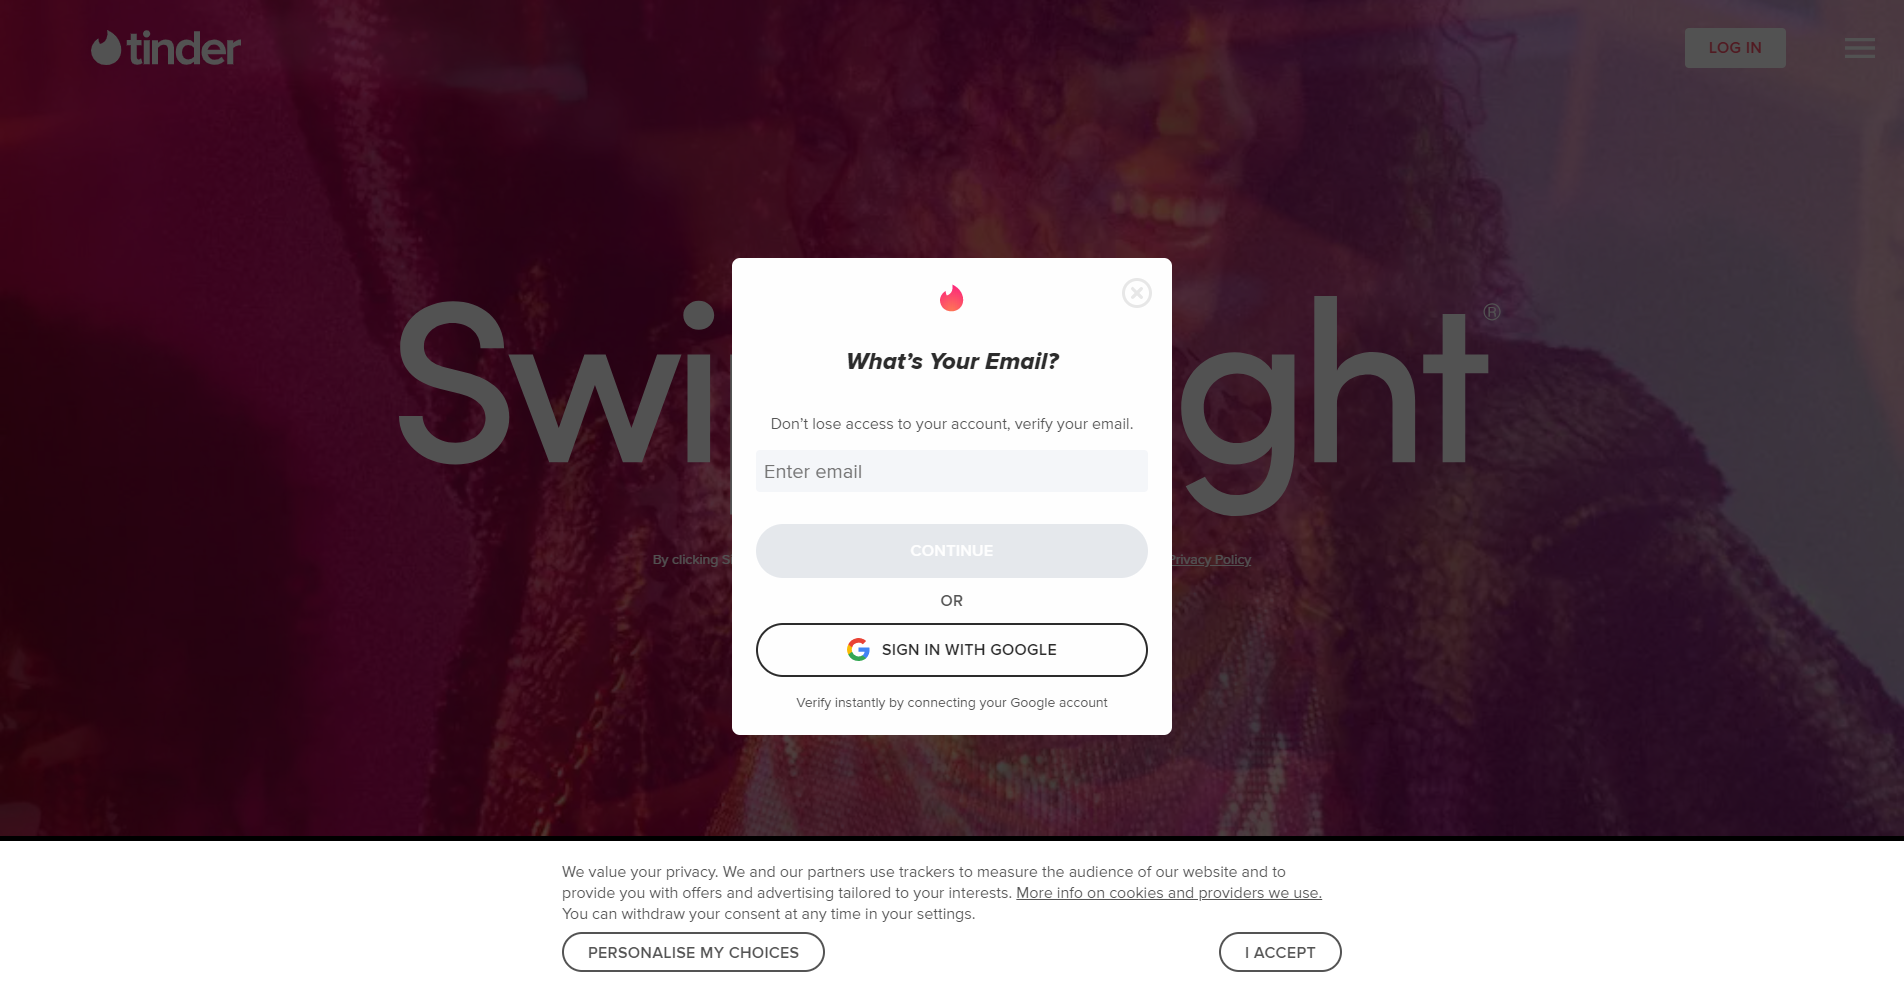 tinder
LOG IN
Swi ght®
What's Your Email?
Don't lose access to your account, verify your email.
Enter email
CONTINUE
By clicking Privacy Policy
OR
SIGN IN WITH GOOGLE
Verify instantly by connecting your Google account
We value your privacy. We and our partners use trackers to measure the audience of our website and to
provide you with offers and advertising tailored to your interests. More info on cookies and providers we use.
You can withdraw your consent at any time in your settings.
PERSONALISE MY CHOICES
I ACCEPT